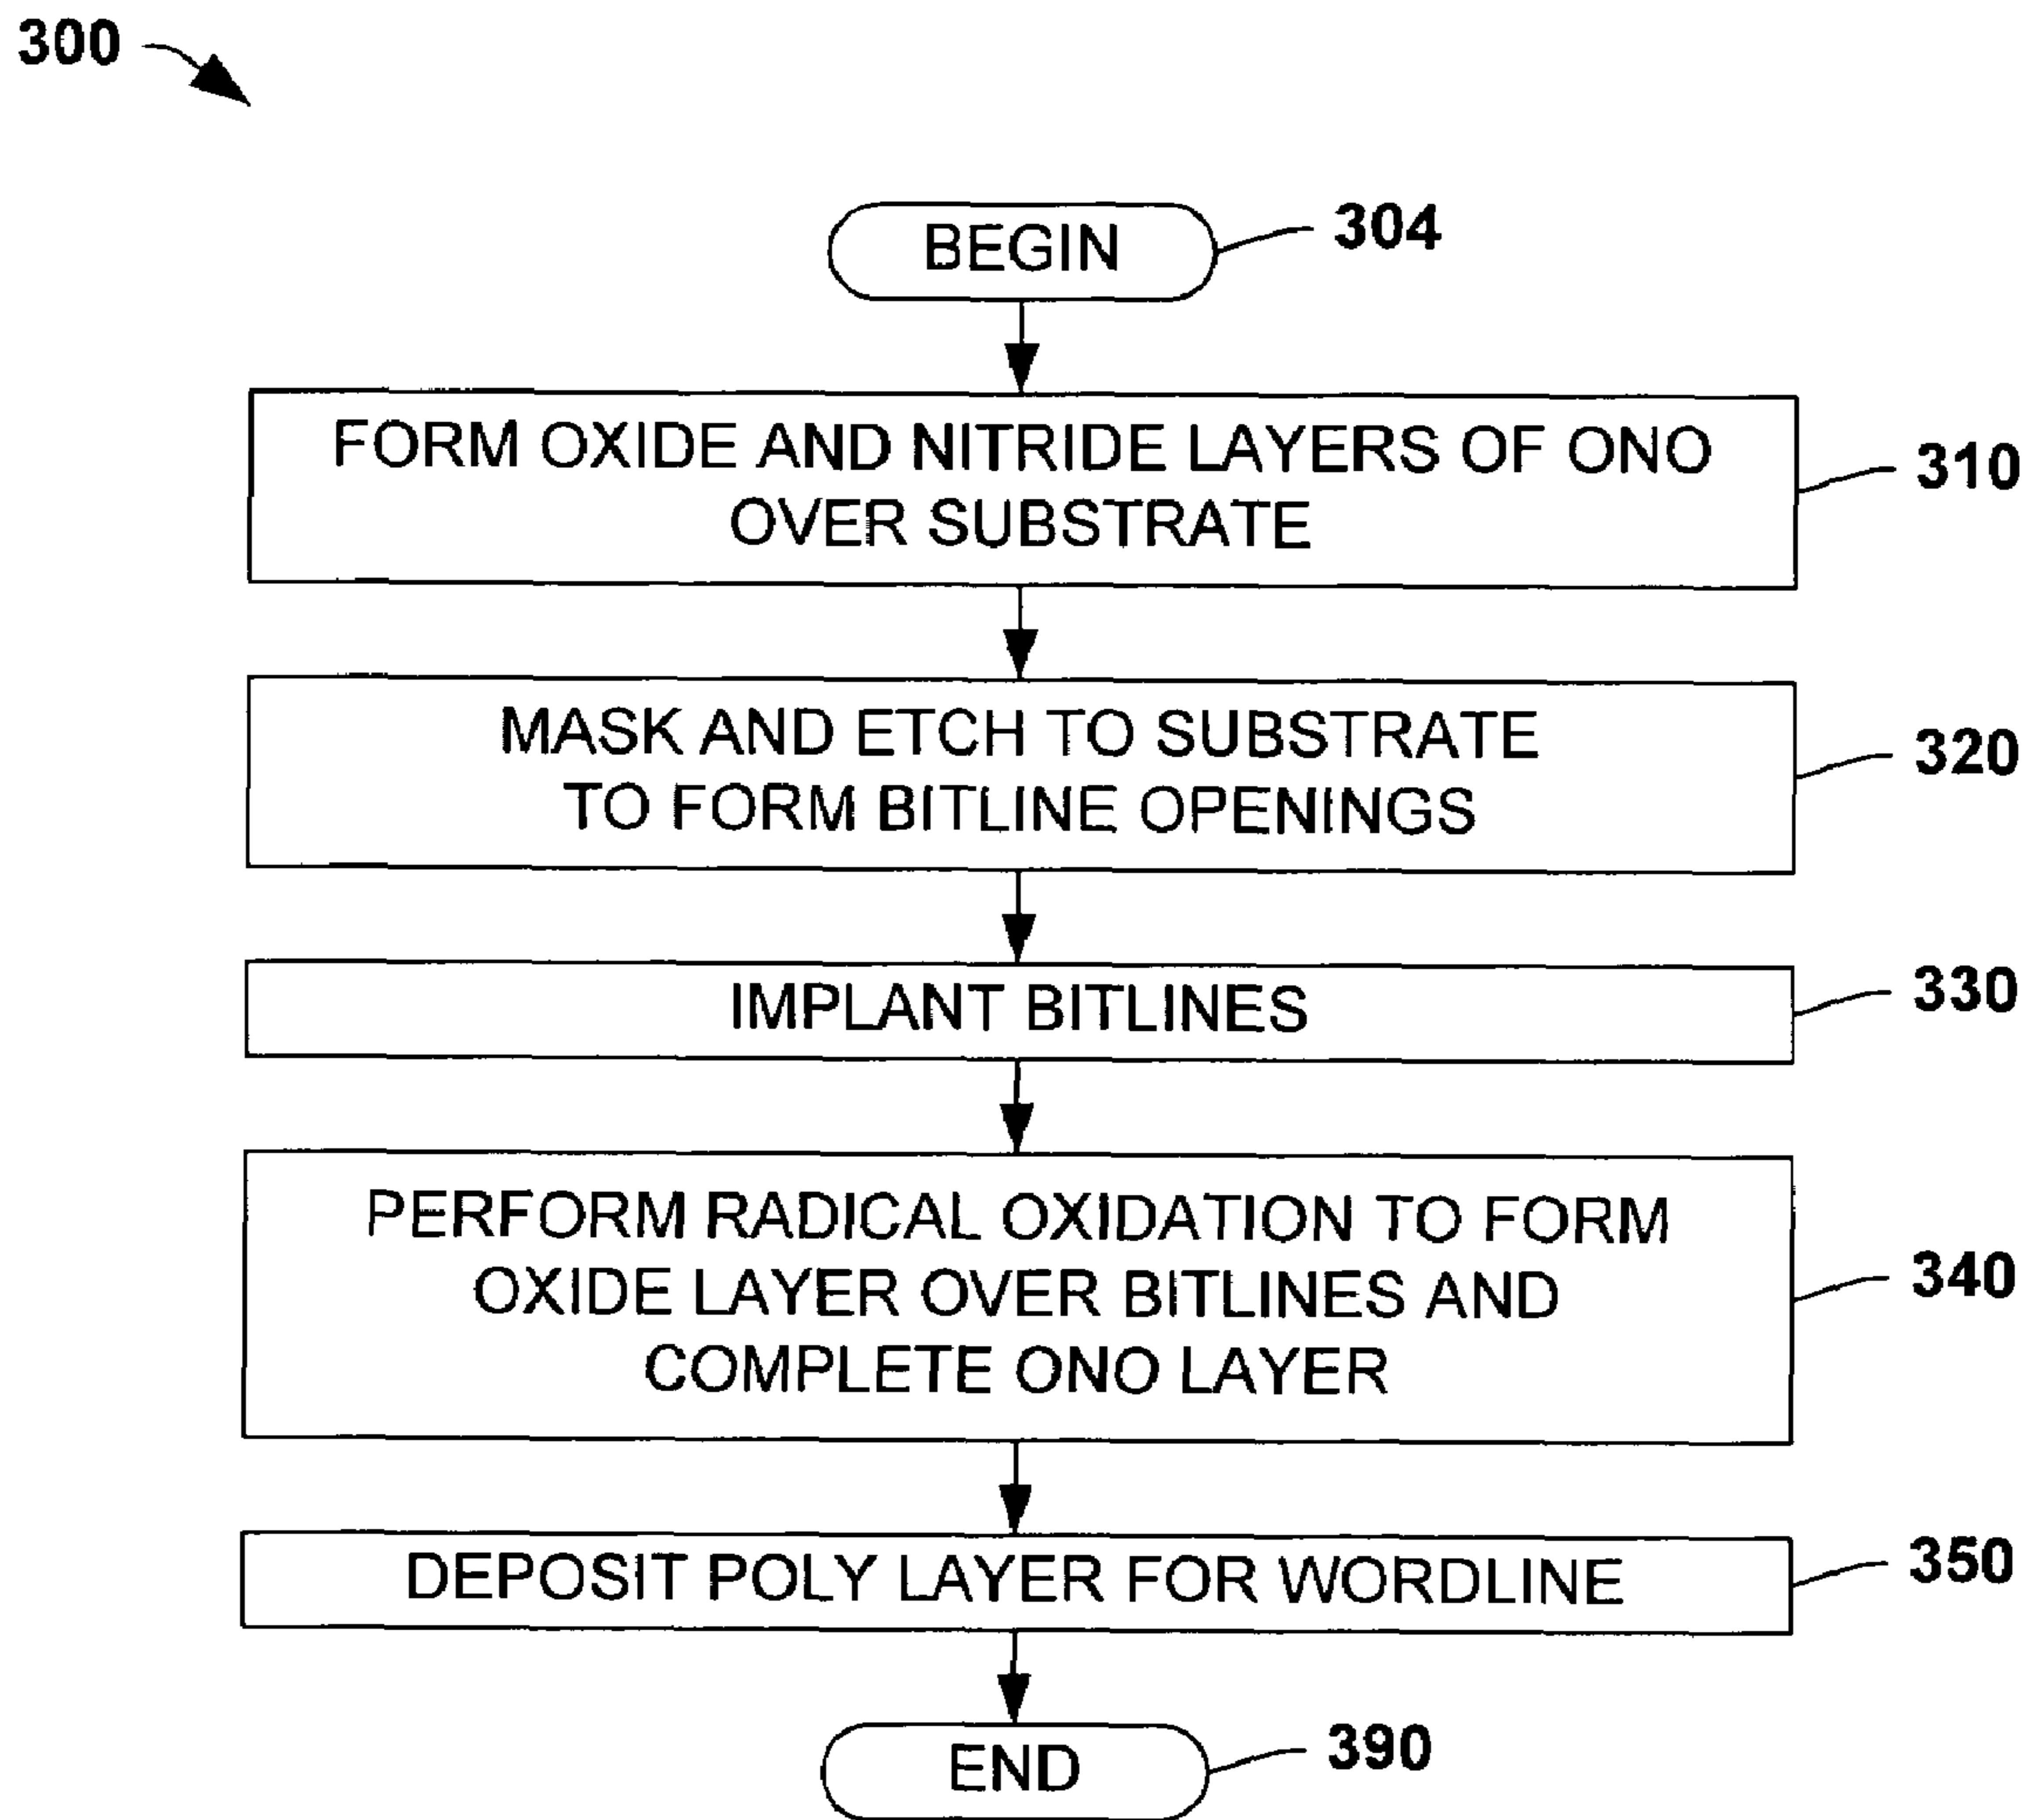 300
BEGIN
304
FORM OXIDE AND NITRIDE LAYERS OF ONO
OVER SUBSTRATE
310
MASK AND ETCH TO SUBSTRATE
TO FORM BITLINE OPENINGS
320
IMPLANT BITLINES
330
PERFORM RADICAL OXIDATION TO FORM
OXIDE LAYER OVER BITLINES AND
COMPLETE ONO LAYER
340
DEPOSIT POLY LAYER FOR WORDLINE
350
END
390